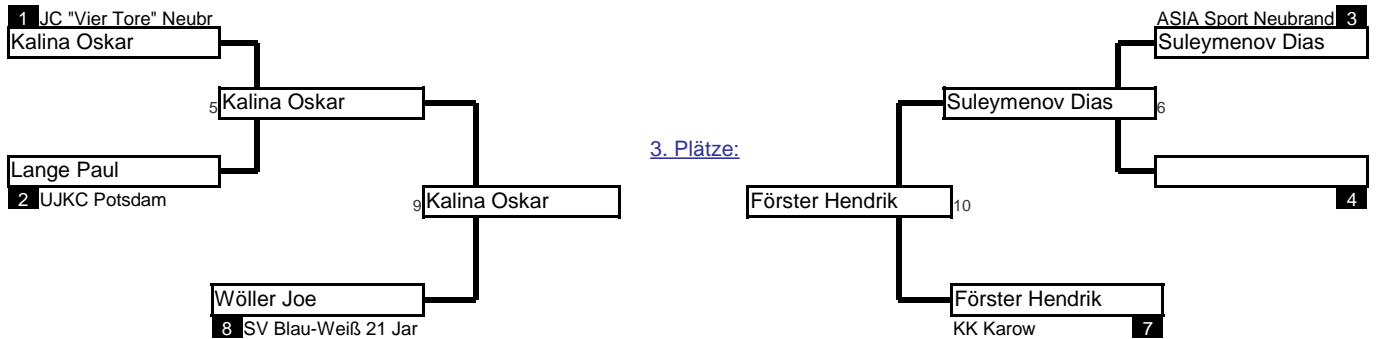 1 JC "Vier Tore" Neubr
Kalina Oskar
5 Kalina Oskar
Lange Paul
2 UJKC Potsdam
9 Kalina Oskar
Wöller Joe
8 SV Blau-Weiß 21 Jar
3. Plätze:
ASIA Sport Neubrand 3
Suleymenov Dias
Suleymenov Dias 6
4
Förster Hendrik 10
Förster Hendrik
KK Karow 7